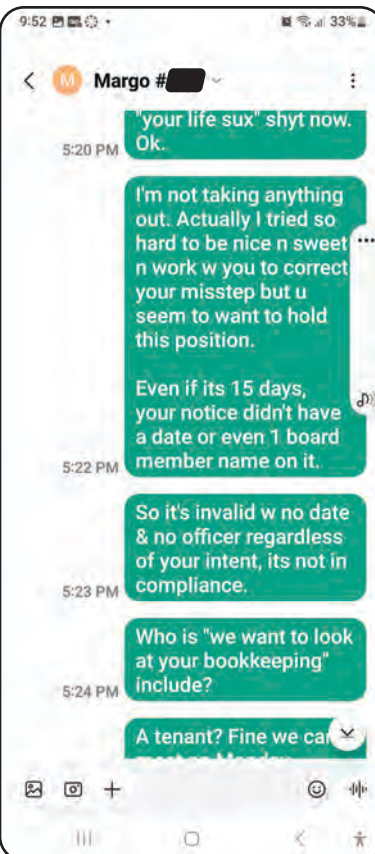 9:52
33%
Margo #
"your life sux" shyt now.
Ok.
5:20 PM
I'm not taking anything
out. Actually I tried so
hard to be nice n sweet
n work w you to correct
your misstep but u
seem to want to hold
this position.
Even if its 15 days,
your notice didn't have
a date or even 1 board
member name on it.
5:22 PM
So it's invalid w no date
& no officer regardless
of your intent, its not in
compliance.
5:23 PM
Who is "we want to look
at your bookkeeping"
include?
5:24 PM
A tenant? Fine we can